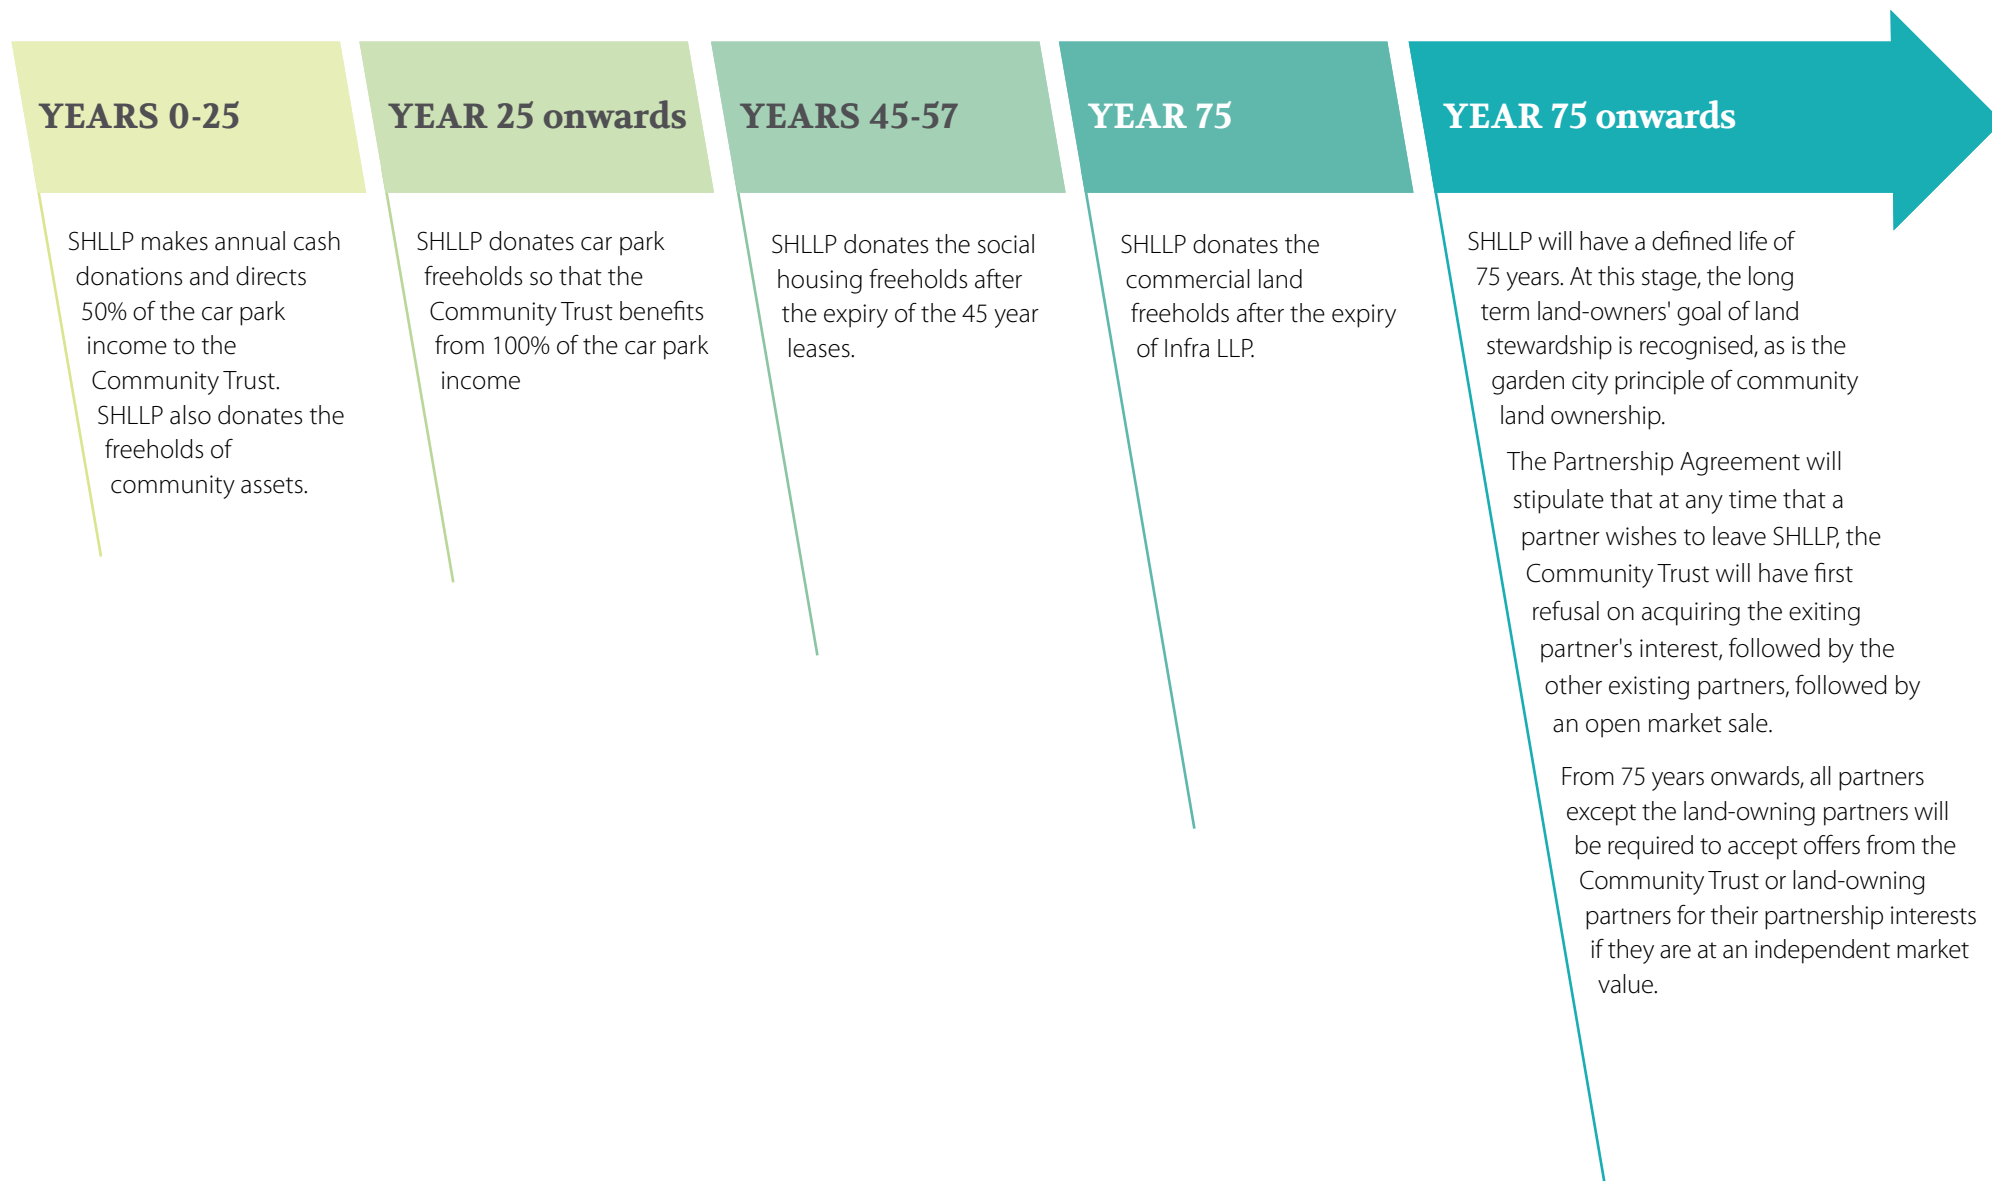 YEARS 0-25
SHLLP makes annual cash
donations and directs
50% of the car park
income to the
Community Trust.
SHLLP also donates the
freeholds of
community assets.
YEAR 25 onwards
SHLLP donates car park
freeholds so that the
Community Trust benefits
from 100% of the car park
income
YEARS 45-57
SHLLP donates the social
housing freeholds after
the expiry of the 45 year
leases.
YEAR 75
SHLLP donates the
commercial land
freeholds after the expiry
of Infra LLP.
YEAR 75 onwards
SHLLP will have a defined life of
75 years. At this stage, the long
term land-owners' goal of land
stewardship is recognised, as is the
garden city principle of community
land ownership.
The Partnership Agreement will
stipulate that at any time that a
partner wishes to leave SHLLP, the
Community Trust will have first
refusal on acquiring the exiting
partner's interest, followed by the
other existing partners, followed by
an open market sale.
From 75 years onwards, all partners
except the land-owning partners will
be required to accept offers from the
Community Trust or land-owning
partners for their partnership interests
if they are at an independent market
value.